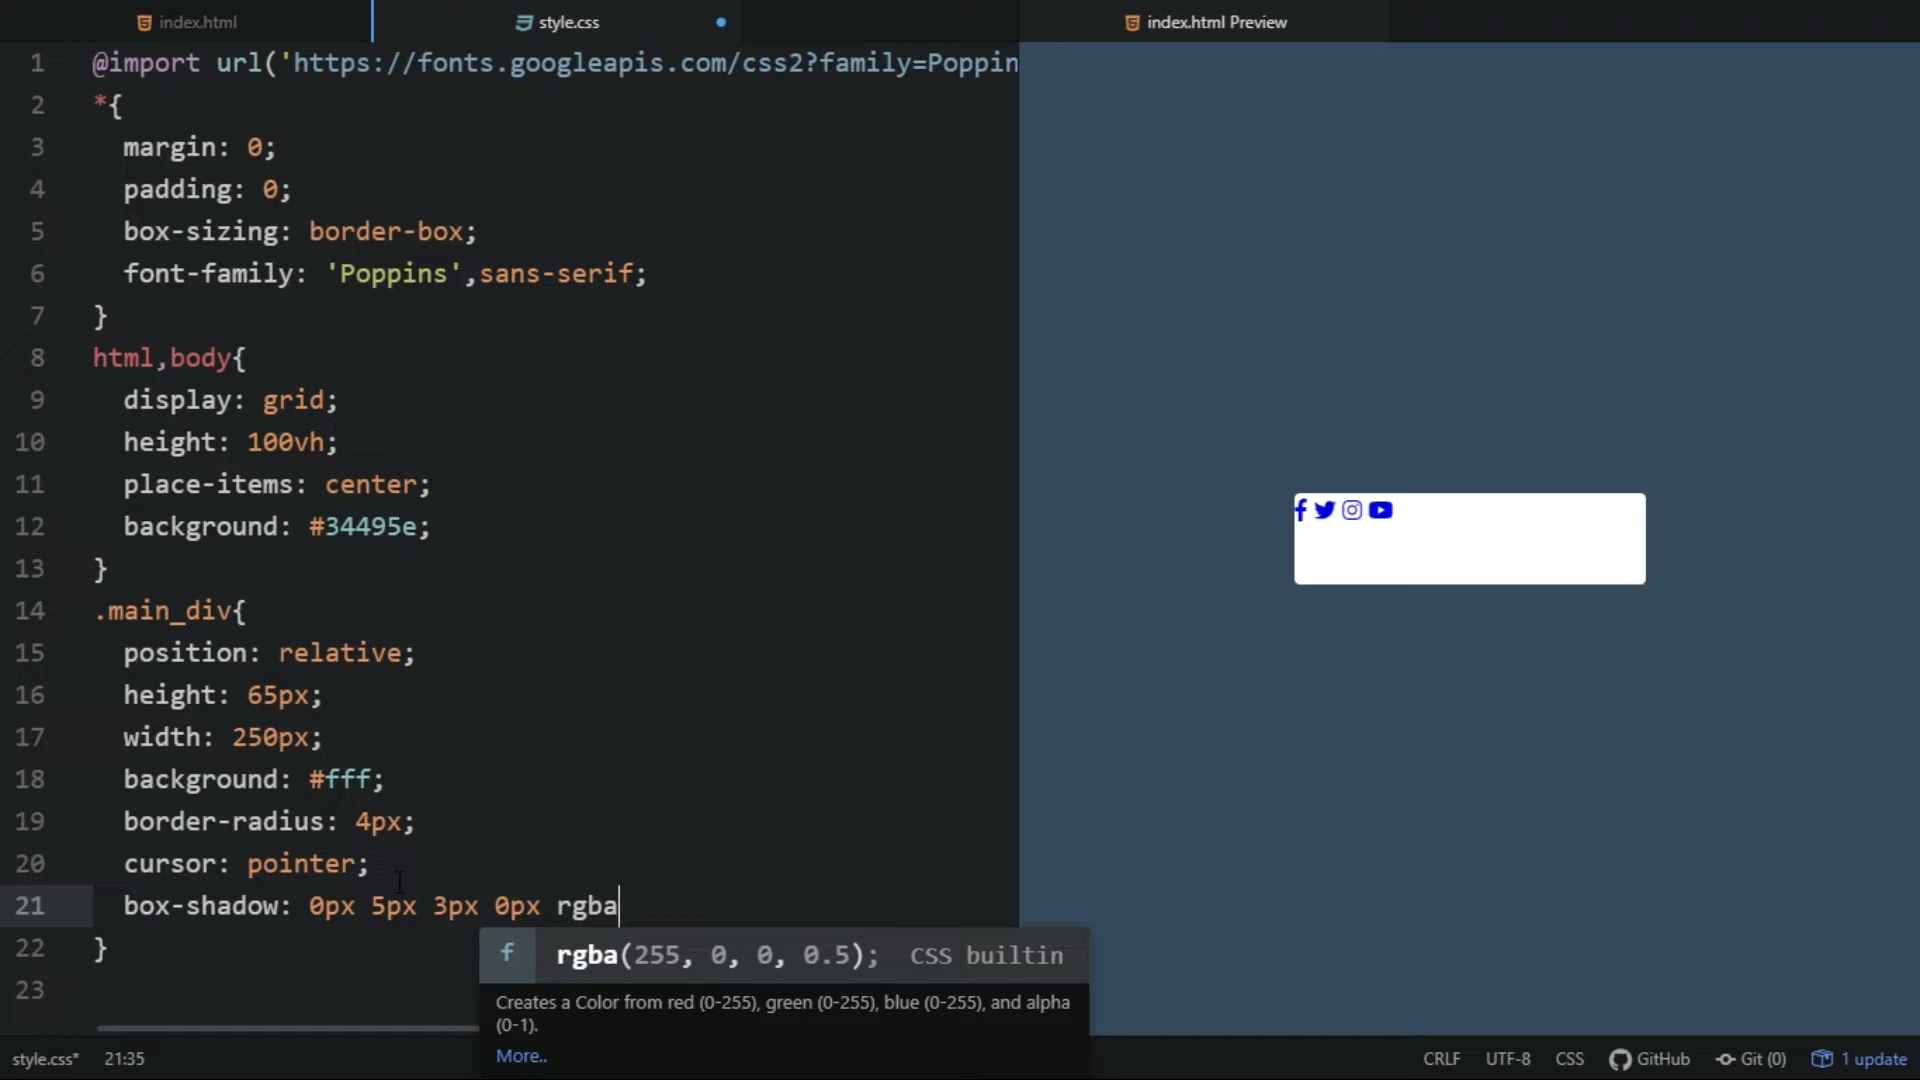 index.html
style.css
index.html Preview
1 @import url('https://fonts.googleapis.com/css2?family=Poppin
2 *{
3 margin: 0;
4 padding: 0;
5 box-sizing: border-box;
6 font-family: 'Poppins',sans-serif;
7 }
8 html,body{
9 display: grid;
10 height: 100vh;
11 place-items: center;
12 background: #34495e;
13 }
14 .main_div{
15 position: relative;
16 height: 65px;
17 width: 250px;
18 background: #fff;
19 border-radius: 4px;
20 cursor: pointer;
21 box-shadow: 0px 5px 3px 0px rgba
22 }
f rgba(255, 0, 0, 0.5); CSS builtin
23
Creates a Color from red (0-255), green (0-255), blue (0-255), and alpha
(0-1).
More..
style.css* 21:35 CRLF UTF-8 CSS GitHub Git (0) 1 update